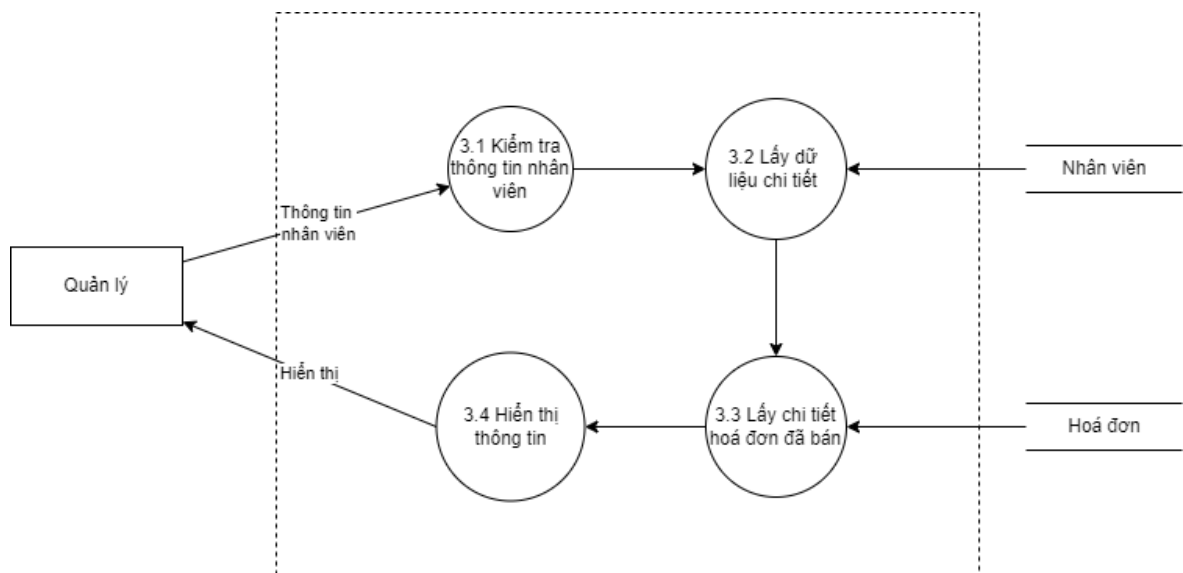 3.1 Kiểm tra
thông tin nhân
viên
3.2 Lấy dữ
liệu chi tiết
Nhân viên
Thông tin
nhân viên
Quản lý
Hiển thị
3.4 Hiển thị
thông tin
3.3 Lấy chi tiết
hoá đơn đã bán
Hoá đơn